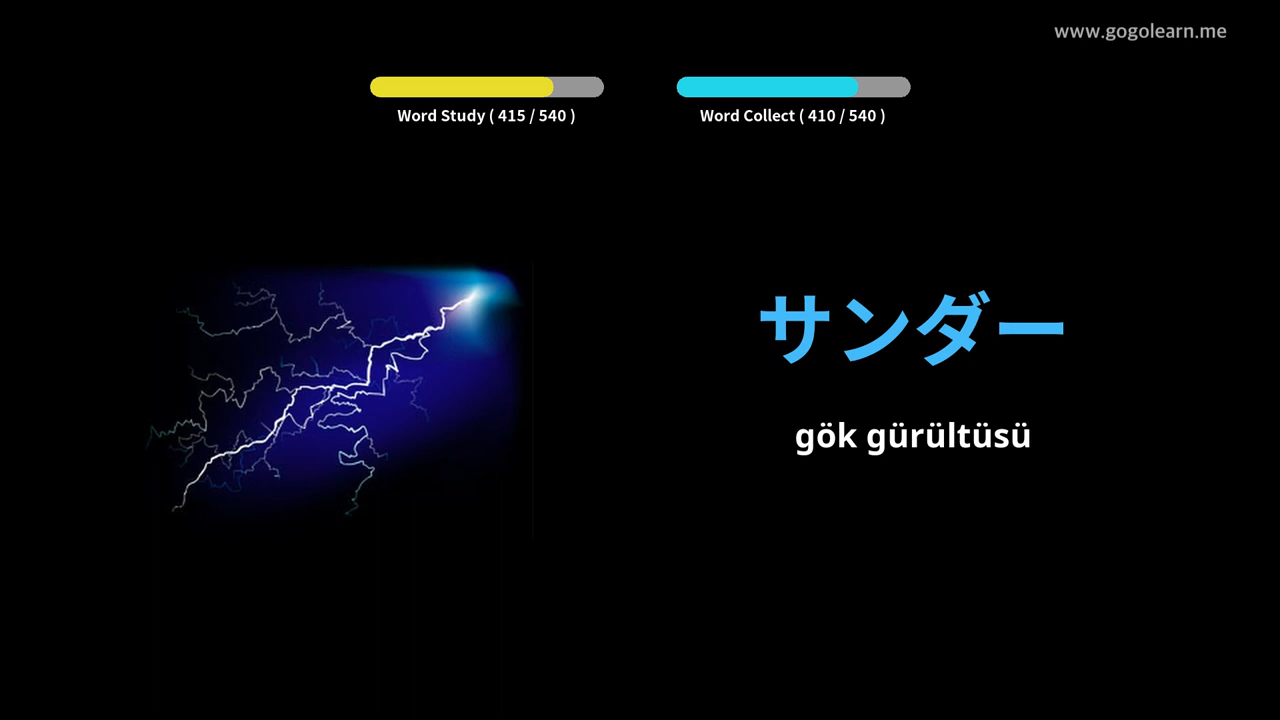 www.gogolearn.me
Word Study ( 415 / 540 )
Word Collect ( 410 / 540 )
サンダー
gök gürültüsü